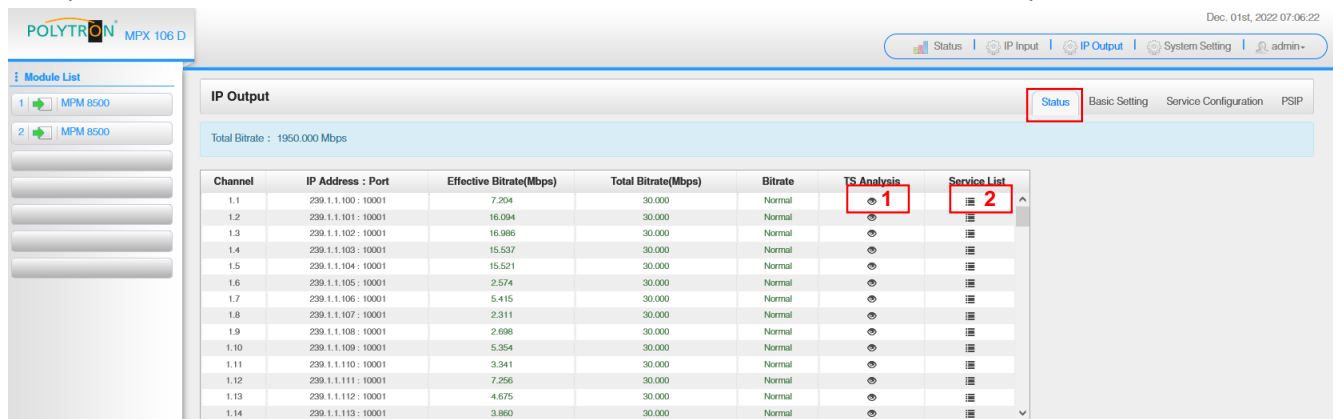 Dec. 01st, 2022 07:06:22
POLYTRON MPX 106 D
Status IP Input IP Output System Setting admin
Module List
1 MPM 8500
2 MPM 8500
IP Output
Status Basic Setting Service Configuration PSIP
Total Bitrate : 1950.000 Mbps
Channel IP Address : Port Effective Bitrate(Mbps) Total Bitrate(Mbps) Bitrate TS Analysis Service List
1.1 239.1.1.100 : 10001 7.204 30.000 Normal 1 2
1.2 239.1.1.101 : 10001 16.094 30.000 Normal
1.3 239.1.1.102 : 10001 16.986 30.000 Normal
1.4 239.1.1.103 : 10001 15.537 30.000 Normal
1.5 239.1.1.104 : 10001 15.521 30.000 Normal
1.6 239.1.1.105 : 10001 2.574 30.000 Normal
1.7 239.1.1.106 : 10001 5.415 30.000 Normal
1.8 239.1.1.107 : 10001 2.311 30.000 Normal
1.9 239.1.1.108 : 10001 2.698 30.000 Normal
1.10 239.1.1.109 : 10001 5.354 30.000 Normal
1.11 239.1.1.110 : 10001 3.341 30.000 Normal
1.12 239.1.1.111 : 10001 7.256 30.000 Normal
1.13 239.1.1.112 : 10001 4.675 30.000 Normal
1.14 239.1.1.113 : 10001 3.860 30.000 Normal